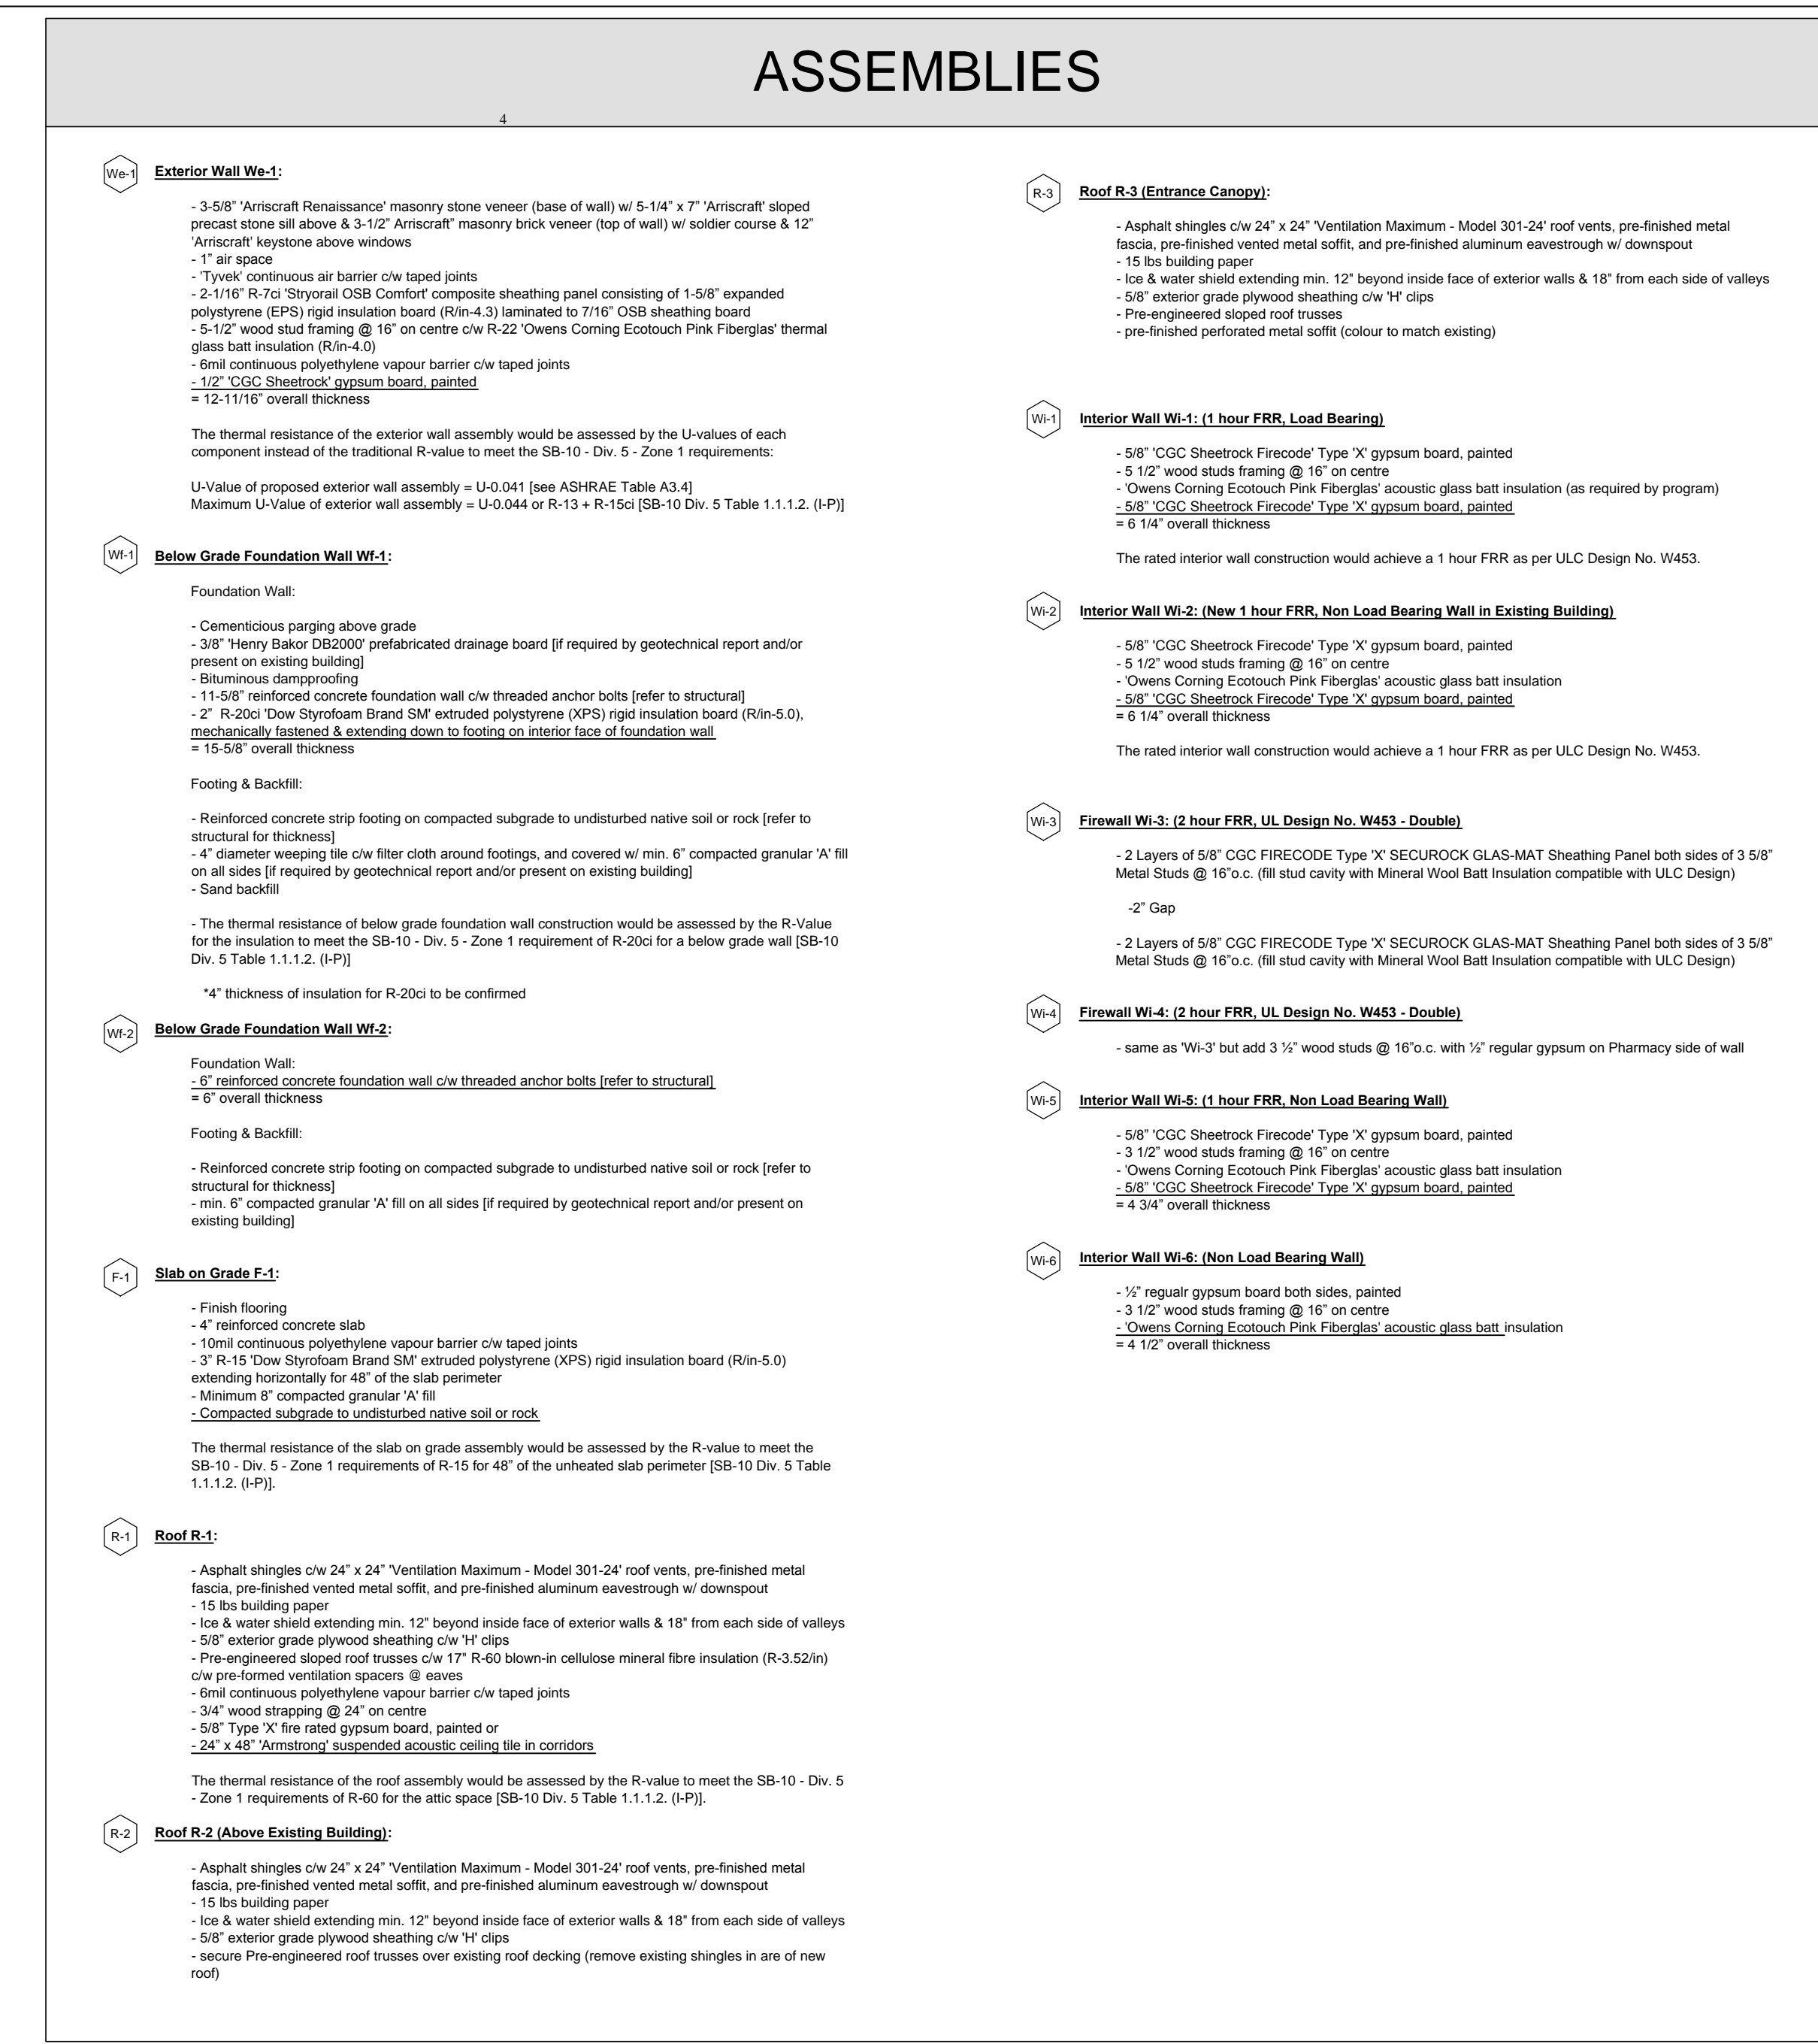 ASSEMBLIES
4
We-1
Exterior Wall We-1:
- 3-5/8” 'Arriscraft Renaissance' masonry stone veneer (base of wall) w/ 5-1/4” x 7” 'Arriscraft' sloped
precast stone sill above & 3-1/2” Arriscraft” masonry brick veneer (top of wall) w/ soldier course & 12”
'Arriscraft' keystone above windows
- 1” air space
- 'Tyvek' continuous air barrier c/w taped joints
- 2-1/16” R-7ci 'Stryorail OSB Comfort' composite sheathing panel consisting of 1-5/8” expanded
polystyrene (EPS) rigid insulation board (R/in-4.3) laminated to 7/16” OSB sheathing board
- 5-1/2” wood stud framing @ 16” on centre c/w R-22 'Owens Corning Ecotouch Pink Fiberglas' thermal
glass batt insulation (R/in-4.0)
- 6mil continuous polyethylene vapour barrier c/w taped joints
- 1/2” 'CGC Sheetrock' gypsum board, painted
= 12-11/16” overall thickness
The thermal resistance of the exterior wall assembly would be assessed by the U-values of each
component instead of the traditional R-value to meet the SB-10 - Div. 5 - Zone 1 requirements:
U-Value of proposed exterior wall assembly = U-0.041 [see ASHRAE Table A3.4]
Maximum U-Value of exterior wall assembly = U-0.044 or R-13 + R-15ci [SB-10 Div. 5 Table 1.1.1.2. (I-P)]
Wf-1
Below Grade Foundation Wall Wf-1:
Foundation Wall:
- Cementicious parging above grade
- 3/8” 'Henry Bakor DB2000' prefabricated drainage board [if required by geotechnical report and/or
present on existing building]
- Bituminous dampproofing
- 11-5/8” reinforced concrete foundation wall c/w threaded anchor bolts [refer to structural]
- 2”  R-20ci 'Dow Styrofoam Brand SM' extruded polystyrene (XPS) rigid insulation board (R/in-5.0),
mechanically fastened & extending down to footing on interior face of foundation wall
= 15-5/8” overall thickness
Footing & Backfill:
- Reinforced concrete strip footing on compacted subgrade to undisturbed native soil or rock [refer to
structural for thickness]
- 4” diameter weeping tile c/w filter cloth around footings, and covered w/ min. 6” compacted granular 'A' fill
on all sides [if required by geotechnical report and/or present on existing building]
- Sand backfill
- The thermal resistance of below grade foundation wall construction would be assessed by the R-Value
for the insulation to meet the SB-10 - Div. 5 - Zone 1 requirement of R-20ci for a below grade wall [SB-10
Div. 5 Table 1.1.1.2. (I-P)]
*4” thickness of insulation for R-20ci to be confirmed
Wf-2
Below Grade Foundation Wall Wf-2:
Foundation Wall:
- 6” reinforced concrete foundation wall c/w threaded anchor bolts [refer to structural]
= 6” overall thickness
Footing & Backfill:
- Reinforced concrete strip footing on compacted subgrade to undisturbed native soil or rock [refer to
structural for thickness]
- min. 6” compacted granular 'A' fill on all sides [if required by geotechnical report and/or present on
existing building]
F-1
Slab on Grade F-1:
- Finish flooring
- 4” reinforced concrete slab
- 10mil continuous polyethylene vapour barrier c/w taped joints
- 3” R-15 'Dow Styrofoam Brand SM' extruded polystyrene (XPS) rigid insulation board (R/in-5.0)
extending horizontally for 48” of the slab perimeter
- Minimum 8” compacted granular 'A' fill
- Compacted subgrade to undisturbed native soil or rock
The thermal resistance of the slab on grade assembly would be assessed by the R-value to meet the
SB-10 - Div. 5 - Zone 1 requirements of R-15 for 48” of the unheated slab perimeter [SB-10 Div. 5 Table
1.1.1.2. (I-P)].
R-1
Roof R-1:
- Asphalt shingles c/w 24” x 24” 'Ventilation Maximum - Model 301-24' roof vents, pre-finished metal
fascia, pre-finished vented metal soffit, and pre-finished aluminum eavestrough w/ downspout
- 15 lbs building paper
- Ice & water shield extending min. 12" beyond inside face of exterior walls & 18" from each side of valleys
- 5/8” exterior grade plywood sheathing c/w 'H' clips
- Pre-engineered sloped roof trusses c/w 17" R-60 blown-in cellulose mineral fibre insulation (R-3.52/in)
c/w pre-formed ventilation spacers @ eaves
- 6mil continuous polyethylene vapour barrier c/w taped joints
- 3/4” wood strapping @ 24” on centre
- 5/8” Type 'X' fire rated gypsum board, painted or
- 24” x 48” 'Armstrong' suspended acoustic ceiling tile in corridors
The thermal resistance of the roof assembly would be assessed by the R-value to meet the SB-10 - Div. 5
- Zone 1 requirements of R-60 for the attic space [SB-10 Div. 5 Table 1.1.1.2. (I-P)].
R-2
Roof R-2 (Above Existing Building):
- Asphalt shingles c/w 24” x 24” 'Ventilation Maximum - Model 301-24' roof vents, pre-finished metal
fascia, pre-finished vented metal soffit, and pre-finished aluminum eavestrough w/ downspout
- 15 lbs building paper
- Ice & water shield extending min. 12" beyond inside face of exterior walls & 18" from each side of valleys
- 5/8” exterior grade plywood sheathing c/w 'H' clips
- secure Pre-engineered roof trusses over existing roof decking (remove existing shingles in are of new
roof)
R-3
Roof R-3 (Entrance Canopy):
- Asphalt shingles c/w 24” x 24” 'Ventilation Maximum - Model 301-24' roof vents, pre-finished metal
fascia, pre-finished vented metal soffit, and pre-finished aluminum eavestrough w/ downspout
- 15 lbs building paper
- Ice & water shield extending min. 12" beyond inside face of exterior walls & 18" from each side of valleys
- 5/8” exterior grade plywood sheathing c/w 'H' clips
- Pre-engineered sloped roof trusses
- pre-finished perforated metal soffit (colour to match existing)
Wi-1
Interior Wall Wi-1: (1 hour FRR, Load Bearing)
- 5/8” 'CGC Sheetrock Firecode' Type 'X' gypsum board, painted
- 5 1/2” wood studs framing @ 16” on centre
- 'Owens Corning Ecotouch Pink Fiberglas' acoustic glass batt insulation (as required by program)
- 5/8” 'CGC Sheetrock Firecode' Type 'X' gypsum board, painted
= 6 1/4” overall thickness
The rated interior wall construction would achieve a 1 hour FRR as per ULC Design No. W453.
Wi-2
Interior Wall Wi-2: (New 1 hour FRR, Non Load Bearing Wall in Existing Building)
- 5/8” 'CGC Sheetrock Firecode' Type 'X' gypsum board, painted
- 5 1/2” wood studs framing @ 16” on centre
- 'Owens Corning Ecotouch Pink Fiberglas' acoustic glass batt insulation
- 5/8” 'CGC Sheetrock Firecode' Type 'X' gypsum board, painted
= 6 1/4” overall thickness
The rated interior wall construction would achieve a 1 hour FRR as per ULC Design No. W453.
Wi-3
Firewall Wi-3: (2 hour FRR, UL Design No. W453 - Double)
- 2 Layers of 5/8” CGC FIRECODE Type 'X' SECUROCK GLAS-MAT Sheathing Panel both sides of 3 5/8”
Metal Studs @ 16”o.c. (fill stud cavity with Mineral Wool Batt Insulation compatible with ULC Design)
-2” Gap
- 2 Layers of 5/8” CGC FIRECODE Type 'X' SECUROCK GLAS-MAT Sheathing Panel both sides of 3 5/8”
Metal Studs @ 16”o.c. (fill stud cavity with Mineral Wool Batt Insulation compatible with ULC Design)
Wi-4
Firewall Wi-4: (2 hour FRR, UL Design No. W453 - Double)
- same as 'Wi-3' but add 3 ½” wood studs @ 16”o.c. with ½” regular gypsum on Pharmacy side of wall
Wi-5
Interior Wall Wi-5: (1 hour FRR, Non Load Bearing Wall)
- 5/8” 'CGC Sheetrock Firecode' Type 'X' gypsum board, painted
- 3 1/2” wood studs framing @ 16” on centre
- 'Owens Corning Ecotouch Pink Fiberglas' acoustic glass batt insulation
- 5/8” 'CGC Sheetrock Firecode' Type 'X' gypsum board, painted
= 4 3/4” overall thickness
Wi-6
Interior Wall Wi-6: (Non Load Bearing Wall)
- ½” regualr gypsum board both sides, painted
- 3 1/2” wood studs framing @ 16” on centre
- 'Owens Corning Ecotouch Pink Fiberglas' acoustic glass batt insulation
= 4 1/2” overall thickness